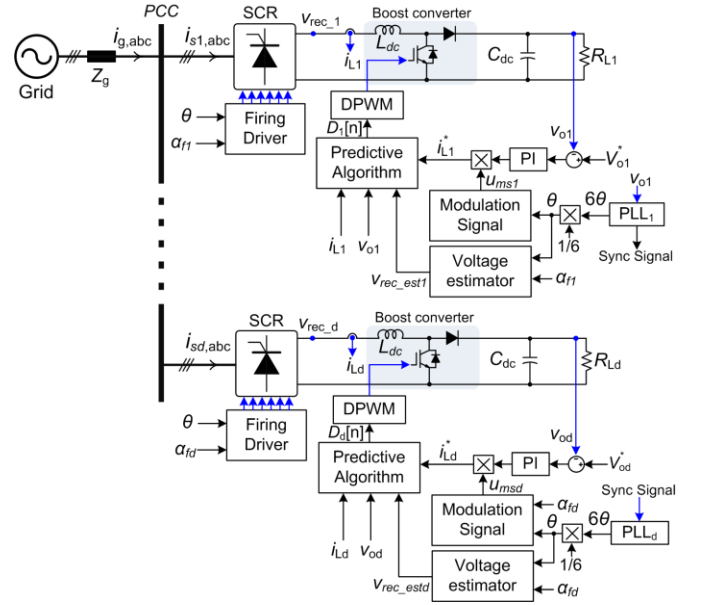 PCC
SCR
v_rec_1
Boost converter
i_g,abc
i_s1,abc
L_dc
i_L1
C_dc
R_L1
Grid
Z_g
DPWM
D_1[n]
θ
α_f1
Firing
Driver
Predictive
Algorithm
i*_L1
PI
v_o1
V*_o1
u_ms1
Modulation
Signal
θ
6θ
v_o1
PLL_1
1/6
Sync Signal
i_L1
v_o1
v_rec_est1
Voltage
estimator
α_f1
SCR
v_rec_d
Boost converter
i_sd,abc
L_dc
i_Ld
C_dc
R_Ld
DPWM
D_d[n]
θ
α_fd
Firing
Driver
Predictive
Algorithm
i*_Ld
PI
v_od
V*_od
u_msd
Sync Signal
Modulation
Signal
α_fd
θ
6θ
PLL_d
1/6
i_Ld
v_od
v_rec_estd
Voltage
estimator
α_fd